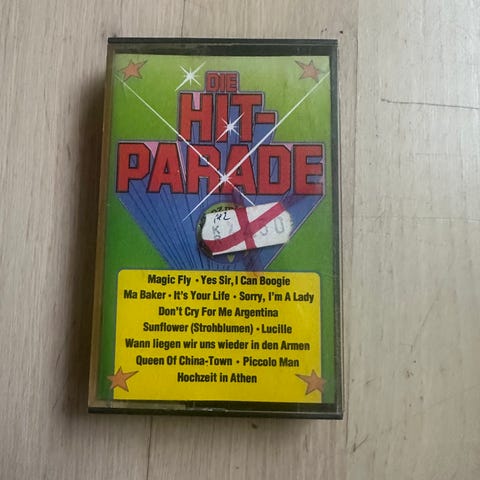 DIE
HIT-
PARADE
Magic Fly • Yes Sir, I Can Boogie
Ma Baker • It's Your Life • Sorry, I'm A Lady
Don't Cry For Me Argentina
Sunflower (Strohblumen) • Lucille
Wann liegen wir uns wieder in den Armen
Queen Of China-Town • Piccolo Man
Hochzeit in Athen